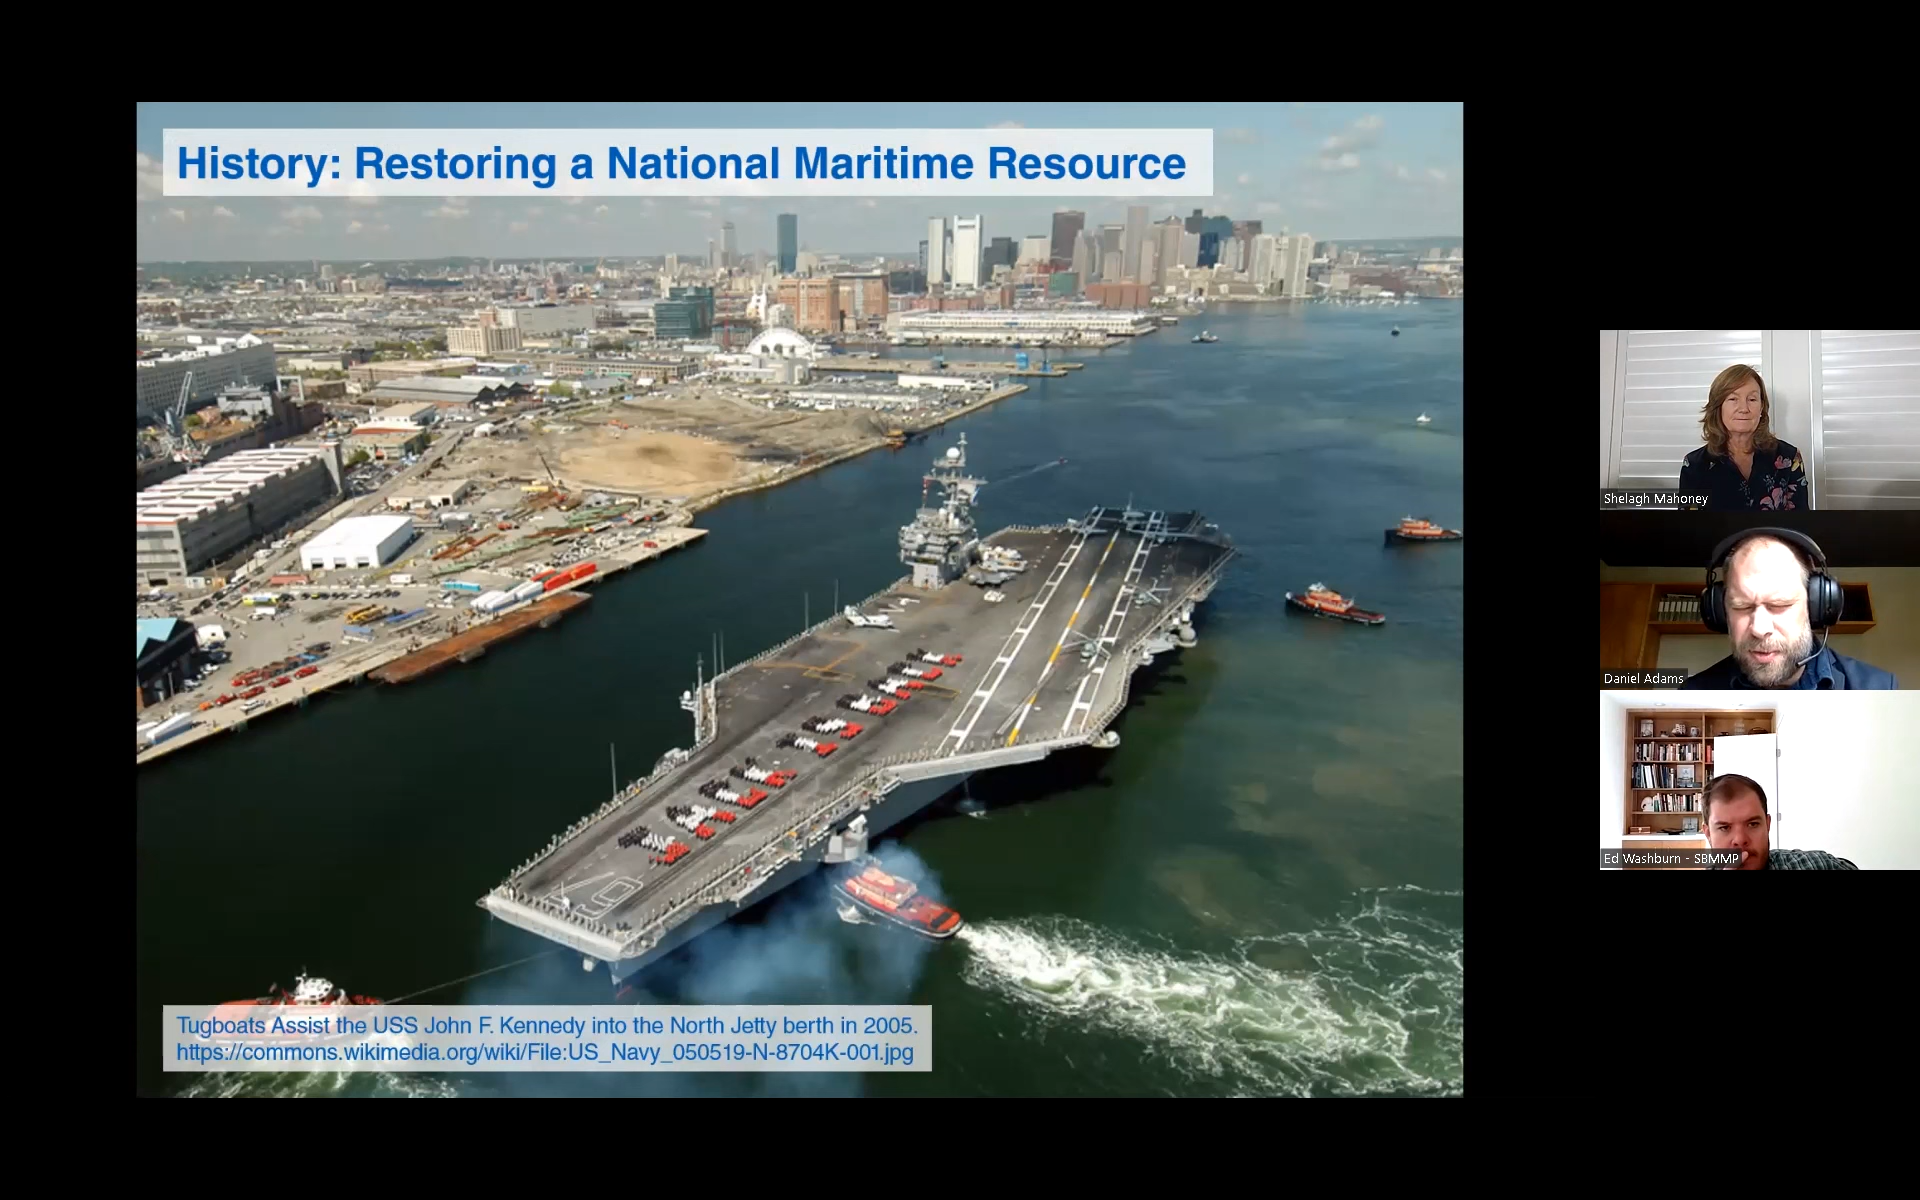 History: Restoring a National Maritime Resource
Tugboats Assist the USS John F. Kennedy into the North Jetty berth in 2005.
https://commons.wikimedia.org/wiki/File:US_Navy_050519-N-8704K-001.jpg
67
Shelagh Mahoney
Daniel Adams
Ed Washburn - SBMMP